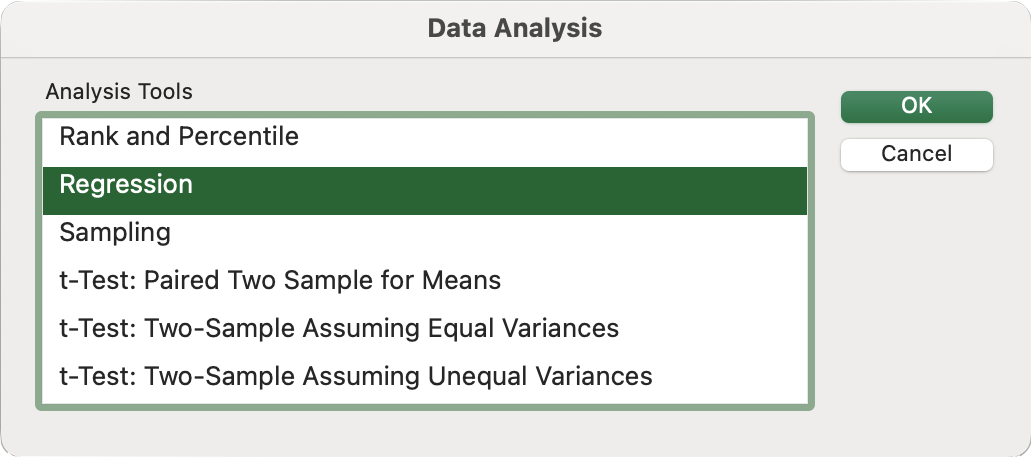 Data Analysis
Analysis Tools
Rank and Percentile
Regression
Sampling
t-Test: Paired Two Sample for Means
t-Test: Two-Sample Assuming Equal Variances
t-Test: Two-Sample Assuming Unequal Variances
OK
Cancel